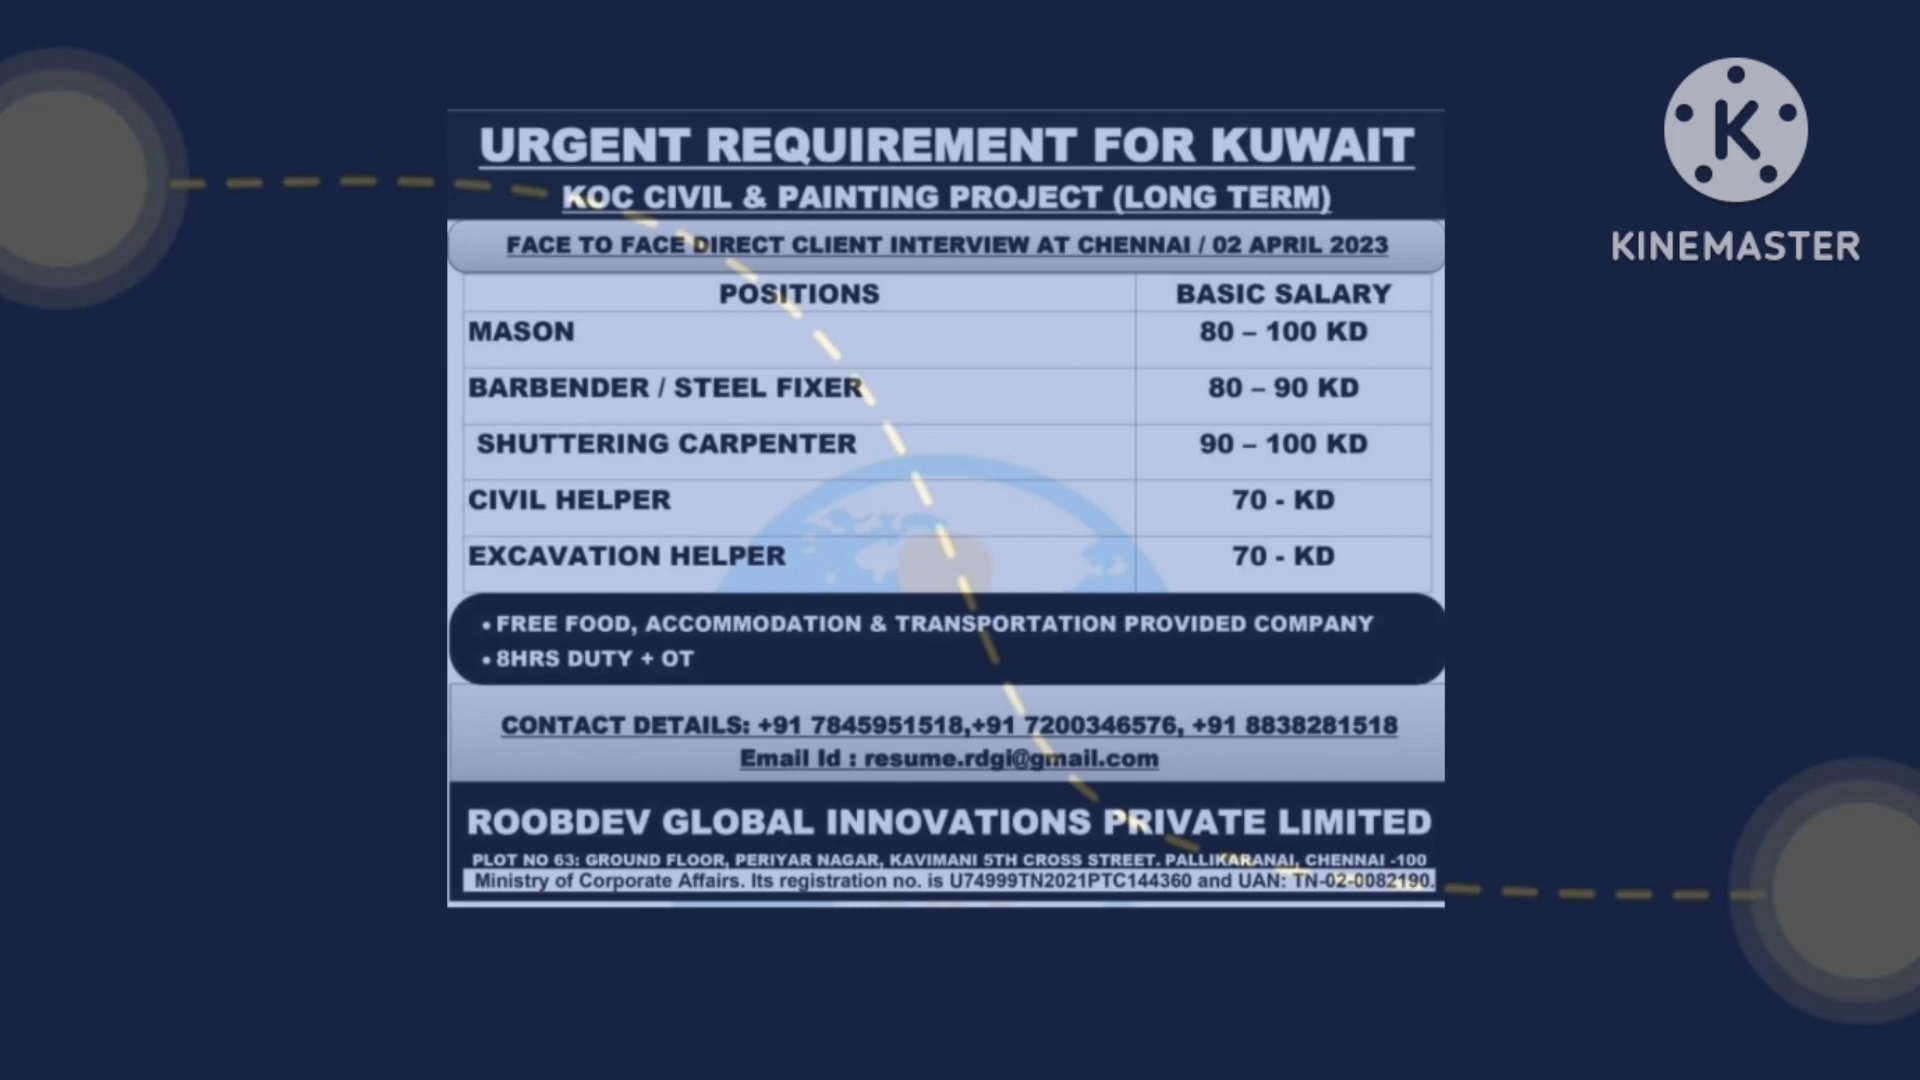 URGENT REQUIREMENT FOR KUWAIT
KOC CIVIL & PAINTING PROJECT (LONG TERM)
FACE TO FACE DIRECT CLIENT INTERVIEW AT CHENNAI / 02 APRIL 2023
POSITIONS BASIC SALARY
MASON 80 – 100 KD
BARBENDER / STEEL FIXER 80 – 90 KD
SHUTTERING CARPENTER 90 – 100 KD
CIVIL HELPER 70 - KD
EXCAVATION HELPER 70 - KD
• FREE FOOD, ACCOMMODATION & TRANSPORTATION PROVIDED COMPANY
• 8HRS DUTY + OT
CONTACT DETAILS: +91 7845951518,+91 7200346576, +91 8838281518
Email Id : resume.rdgi@gmail.com
ROOBDEV GLOBAL INNOVATIONS PRIVATE LIMITED
PLOT NO 63: GROUND FLOOR, PERIYAR NAGAR, KAVIMANI 5TH CROSS STREET. PALLIKARANAI, CHENNAI -100
Ministry of Corporate Affairs. Its registration no. is U74999TN2021PTC144360 and UAN: TN-02-0082190.
K
KINEMASTER